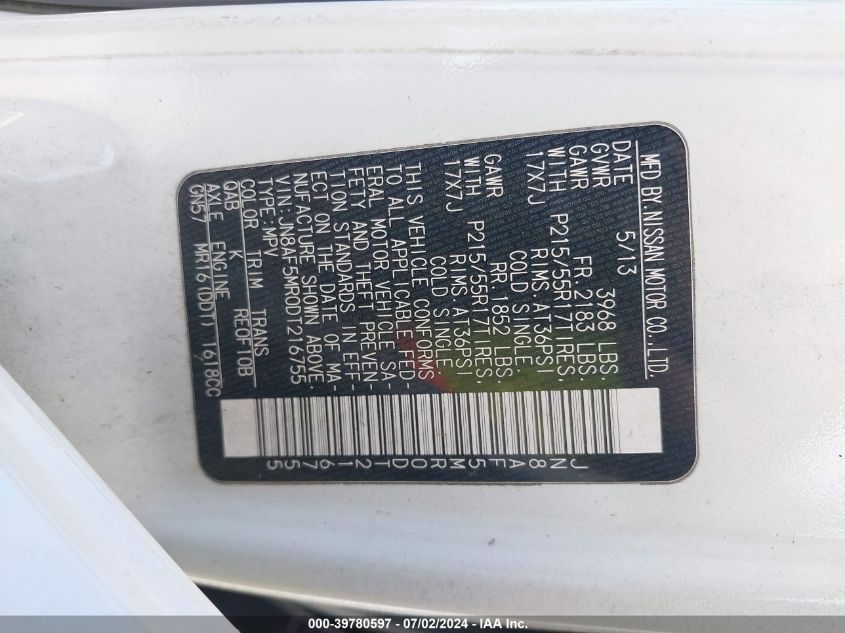 MFD BY:NISSAN MOTOR CO.,LTD.
DATE 5/13
GVWR 3968 LBS.
GAWR FR.2183 LBS.
WITH P215/55R17TIRES,
17X7J RIMS.AT36PSI
COLD SINGLE.
GAWR RR.1852 LBS.
WITH P215/55R17TIRES,
17X7J RIMS.AT36PSI
COLD SINGLE.
THIS VEHICLE CONFORMS
TO ALL APPLICABLE FED-
ERAL MOTOR VEHICLE SA-
FETY AND THEFT PREVEN-
TION STANDARDS IN EFF-
ECT ON THE DATE OF MA-
NUFACTURE SHOWN ABOVE.
VIN:JN8AF5MR0DT216755
TYPE:MPV
COLOR TRIM TRANS
QAB K RE0F10B
AXLE ENGINE
GN57 MR16(DDT) 1618CC
JN8AF5MR0DT216755
000-39780597 - 07/02/2024 - IAA Inc.